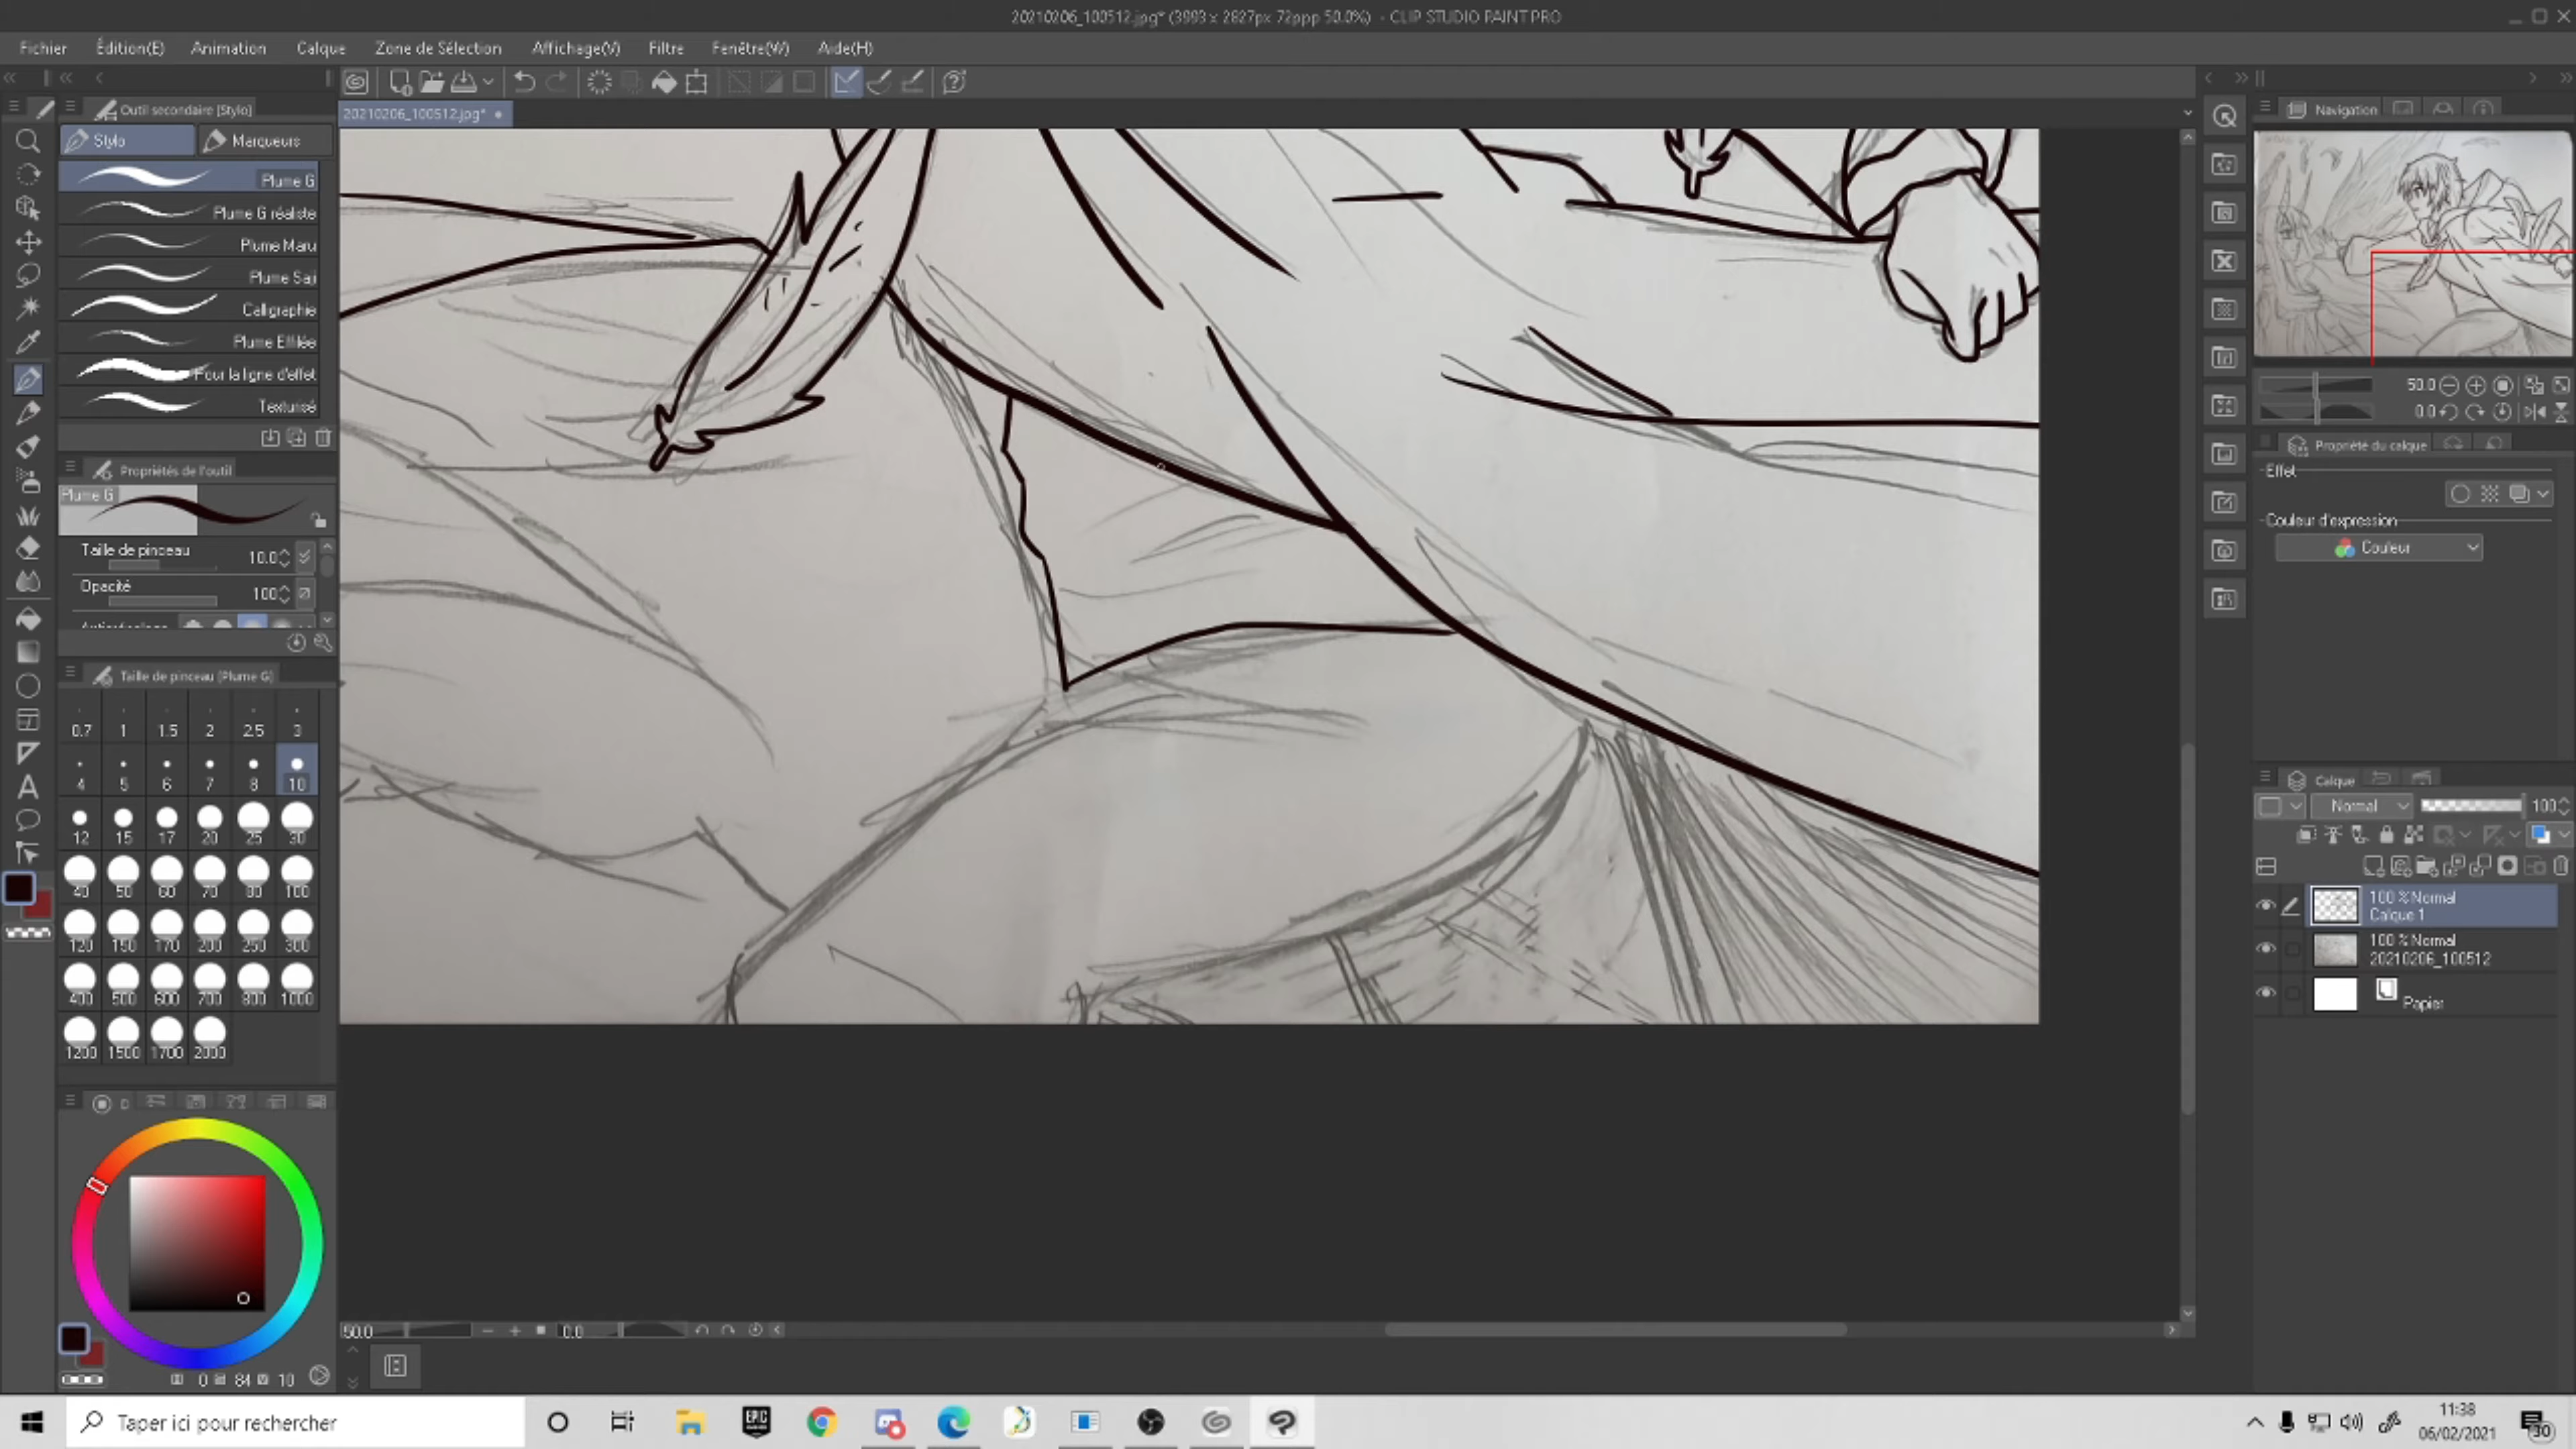 20210206_100512.jpg* (3993 x 2827px 72ppp 50.0%) - CLIP STUDIO PAINT PRO
Fichier Édition(E) Animation Calque Zone de Sélection Affichage(V) Filtre Fenêtre(W) Aide(H)
Outil secondaire [Stylo]
20210206_100512.jpg*
Navigation
Stylo Marqueurs
Plume G
Plume G réaliste
Plume Maru
Plume Saji
Calligraphie
Plume Effilée
Pour la ligne d'effet
Texturisé
50.0
0.0
Propriété du calque
Effet
Couleur d'expression
Couleur
Propriétés de l'outil
Plume G
Taille de pinceau 10.0
Opacité 100
Taille de pinceau (Plume G)
0.7 1 1.5 2 2.5 3
4 5 6 7 8 10
12 15 17 20 25 30
40 50 60 70 80 100
120 150 170 200 250 300
400 500 600 700 800 1000
1200 1500 1700 2000
Calque
Normal 100
100 % Normal
Calque 1
100 % Normal
20210206_100512
Papier
50.0 0.0
0 84 10
Taper ici pour rechercher
EPIC GAMES
11:38
06/02/2021
30